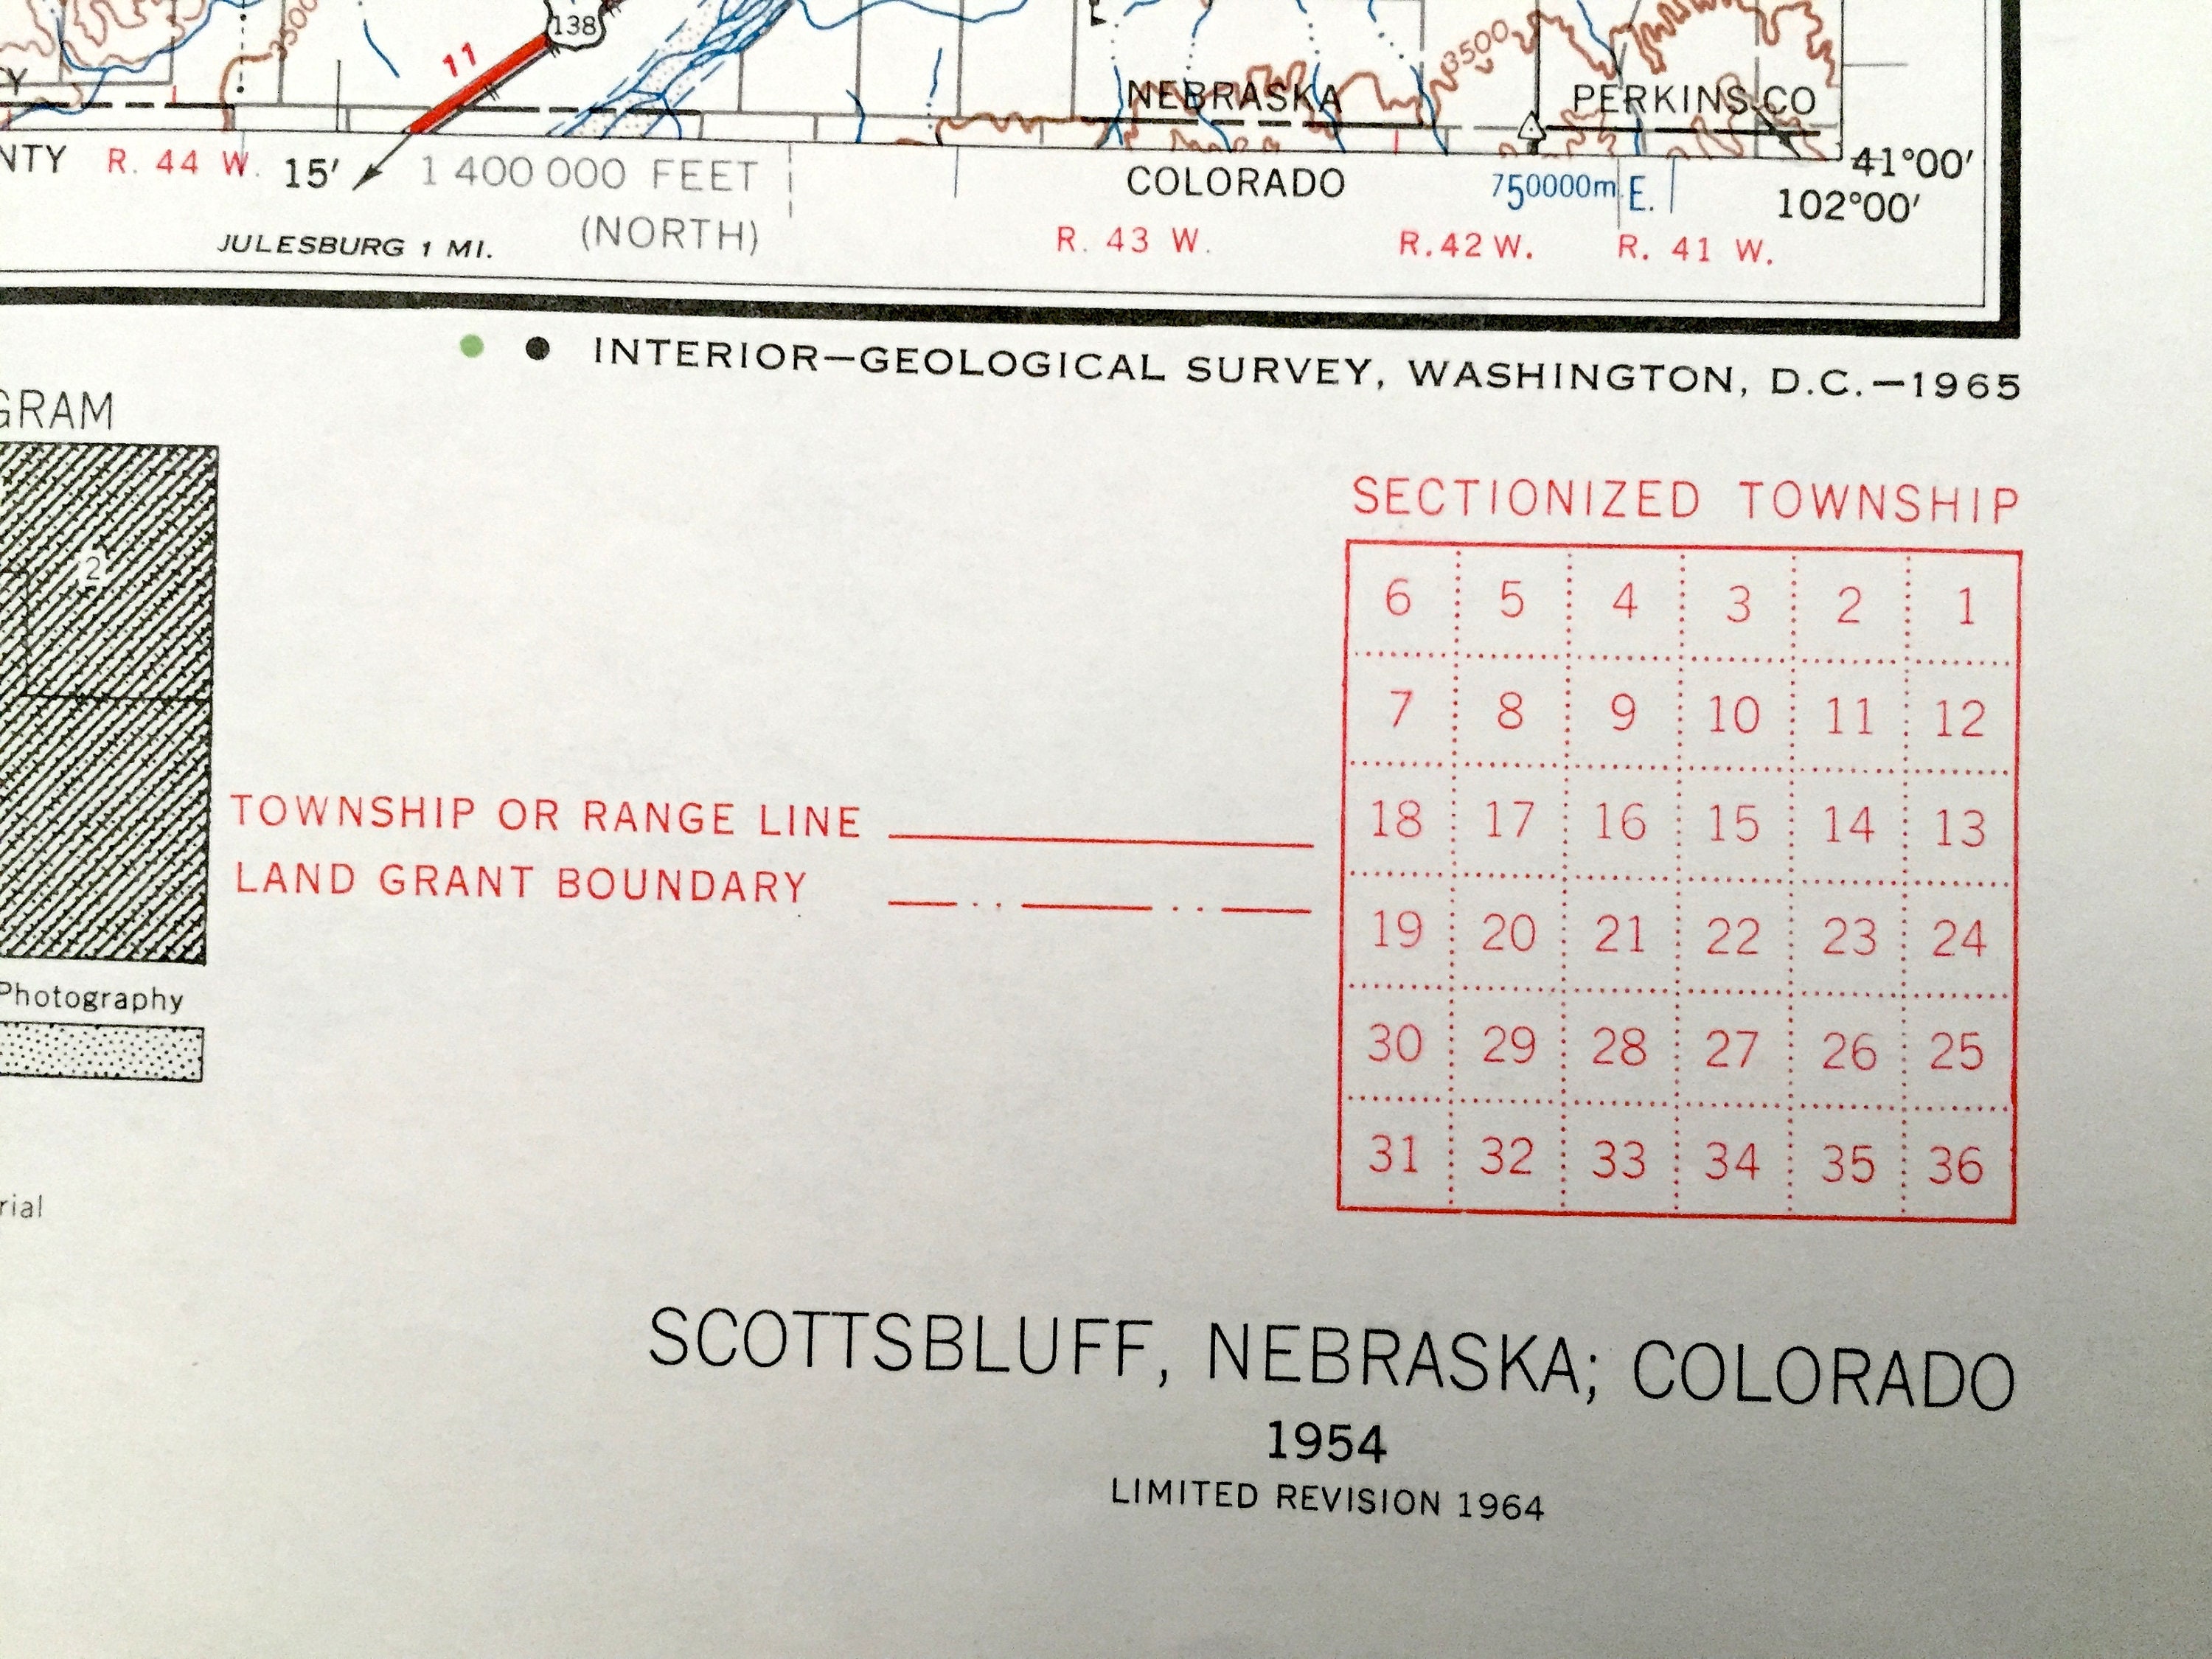 138
3500
11
3500
NEBRASKA
PERKINS CO
NTY R. 44 W. 15′ 1 400 000 FEET
(NORTH)
COLORADO
750000m E.
41°00′
102°00′
JULESBURG 1 MI.
R. 43 W. R. 42 W. R. 41 W.
INTERIOR—GEOLOGICAL SURVEY, WASHINGTON, D.C.—1965
GRAM
2
SECTIONIZED TOWNSHIP
6 5 4 3 2 1
7 8 9 10 11 12
18 17 16 15 14 13
19 20 21 22 23 24
30 29 28 27 26 25
31 32 33 34 35 36
TOWNSHIP OR RANGE LINE
LAND GRANT BOUNDARY
Photography
rial
SCOTTSBLUFF, NEBRASKA; COLORADO
1954
LIMITED REVISION 1964